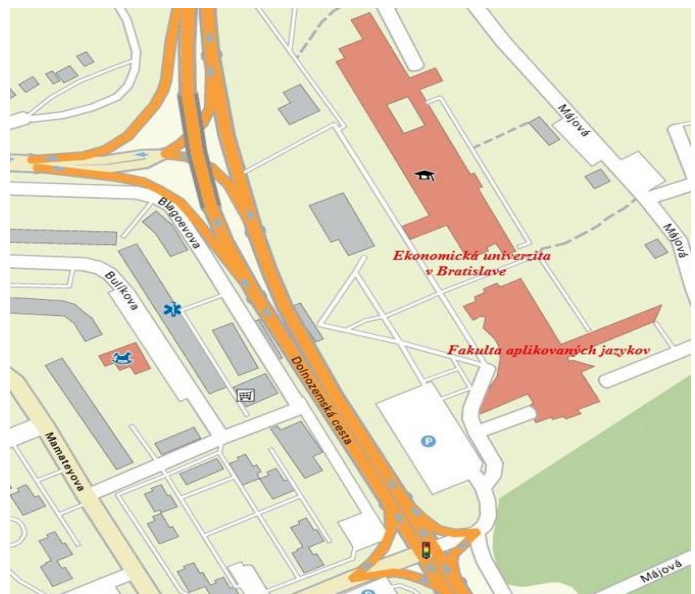 Májová
Blagoevova
Májová
Ekonomická univerzita
v Bratislave
Bulíkova
Fakulta aplikovaných jazykov
Dolnozemská cesta
Mamateyova
P
Májová
P